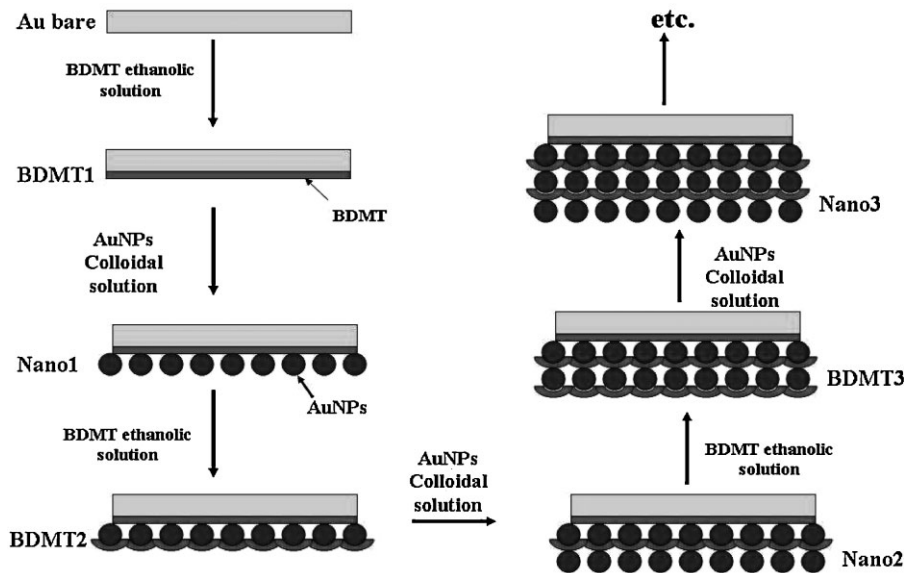 Au bare
BDMT ethanolic
solution
BDMT1
BDMT
AuNPs
Colloidal
solution
Nano1
AuNPs
BDMT ethanolic
solution
BDMT2
AuNPs
Colloidal
solution
Nano2
BDMT ethanolic
solution
BDMT3
AuNPs
Colloidal
solution
Nano3
etc.